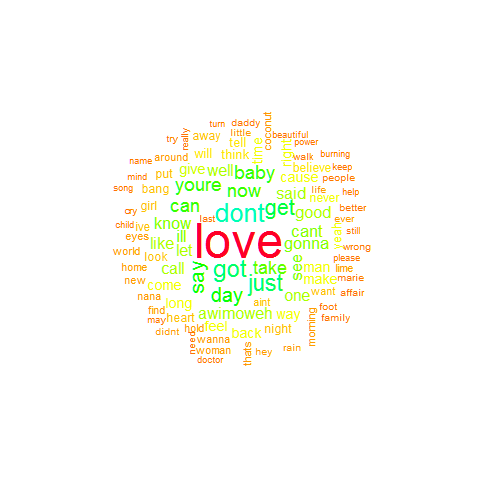 turn daddy coconut beautiful
try really away little power
tell time right
name around will think walk burning
mind put give well baby cause believe keep
song bang youre now said life people help
cry girl can dont get never
child ive know last good better ever
world like ill love cant yeah still
eyes look let gonna wrong
home call say got take see man please
new come just make lime marie
nana long day one want affair
find heart awimoweh aint way foot
may hold feel back night family
didnt need wanna thats morning
woman hey rain
doctor